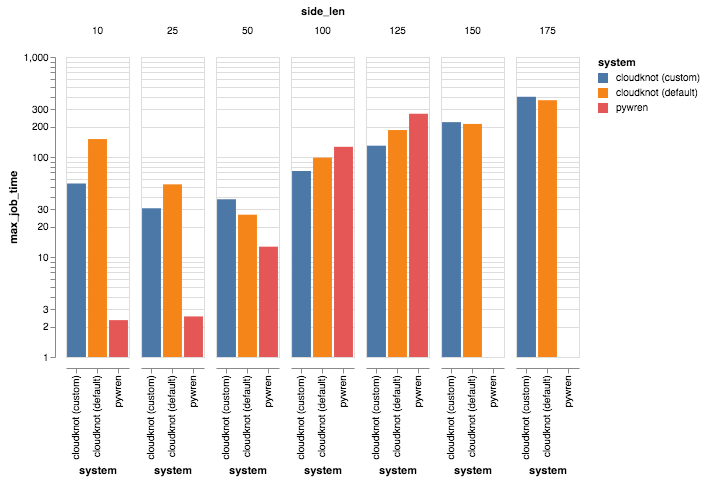 side_len
10 25 50 100 125 150 175
max_job_time
1,000
300
200
100
30
20
10
3
2
1
cloudknot (custom) cloudknot (default) pywren cloudknot (custom) cloudknot (default) pywren cloudknot (custom) cloudknot (default) pywren cloudknot (custom) cloudknot (default) pywren cloudknot (custom) cloudknot (default) pywren cloudknot (custom) cloudknot (default) pywren cloudknot (custom) cloudknot (default) pywren
system system system system system system system
system
cloudknot (custom)
cloudknot (default)
pywren